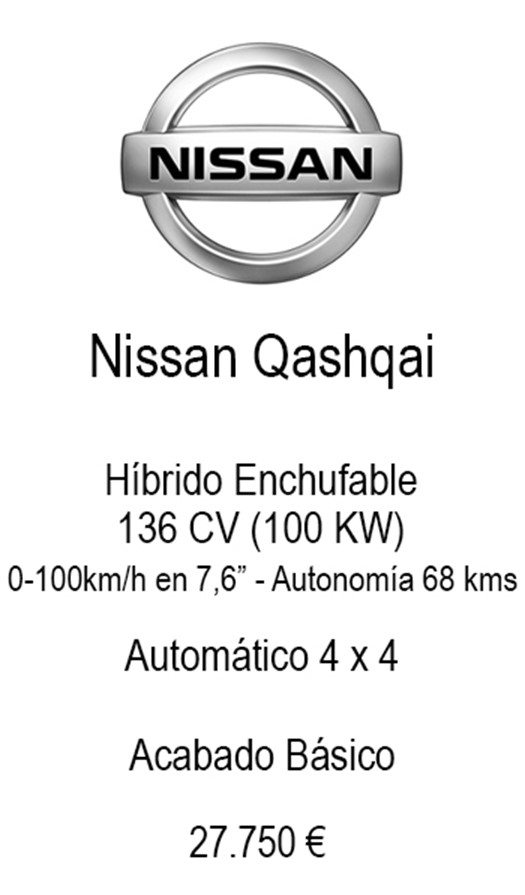 NISSAN
Nissan Qashqai
Híbrido Enchufable
136 CV (100 KW)
0-100km/h en 7,6” - Autonomía 68 kms
Automático 4 x 4
Acabado Básico
27.750 €